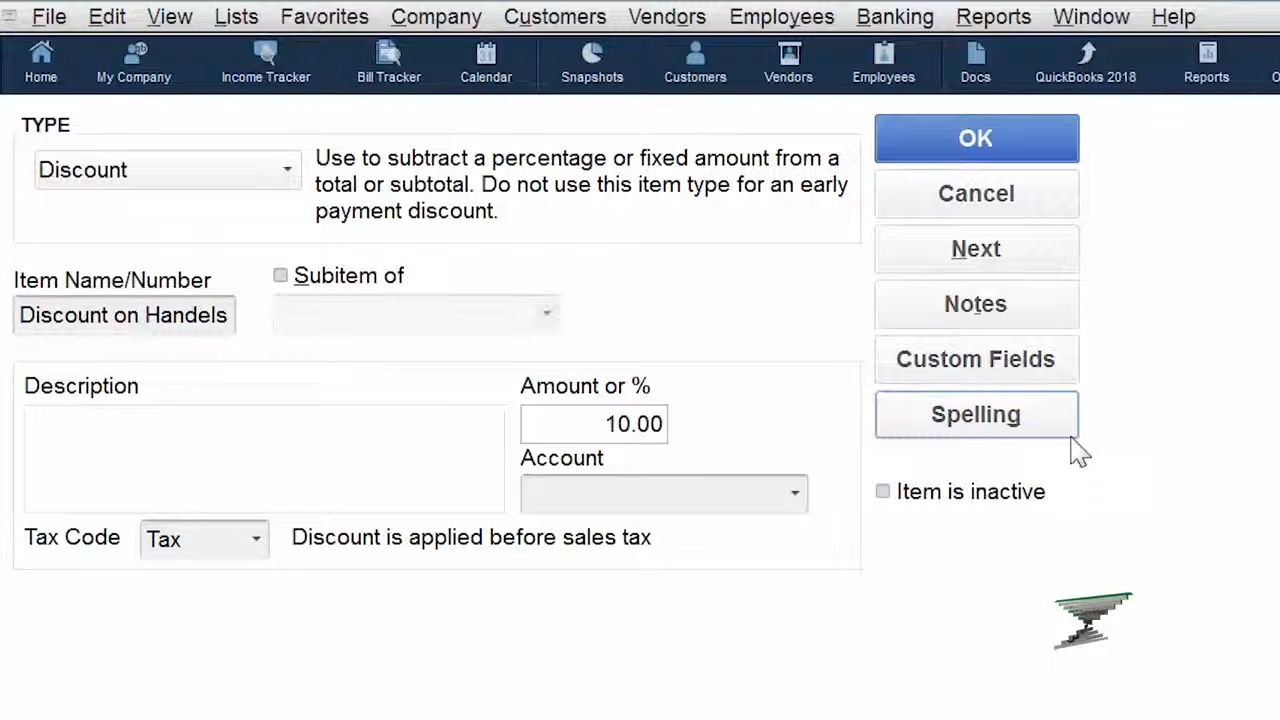 File Edit View Lists Favorites Company Customers Vendors Employees Banking Reports Window Help
Home My Company Income Tracker Bill Tracker Calendar Snapshots Customers Vendors Employees Docs QuickBooks 2018 Reports
TYPE
Discount
Use to subtract a percentage or fixed amount from a
total or subtotal. Do not use this item type for an early
payment discount.
OK
Cancel
Next
Notes
Custom Fields
Spelling
Item is inactive
Item Name/Number
Subitem of
Discount on Handels
Description
Amount or %
10.00
Account
Tax Code Tax Discount is applied before sales tax